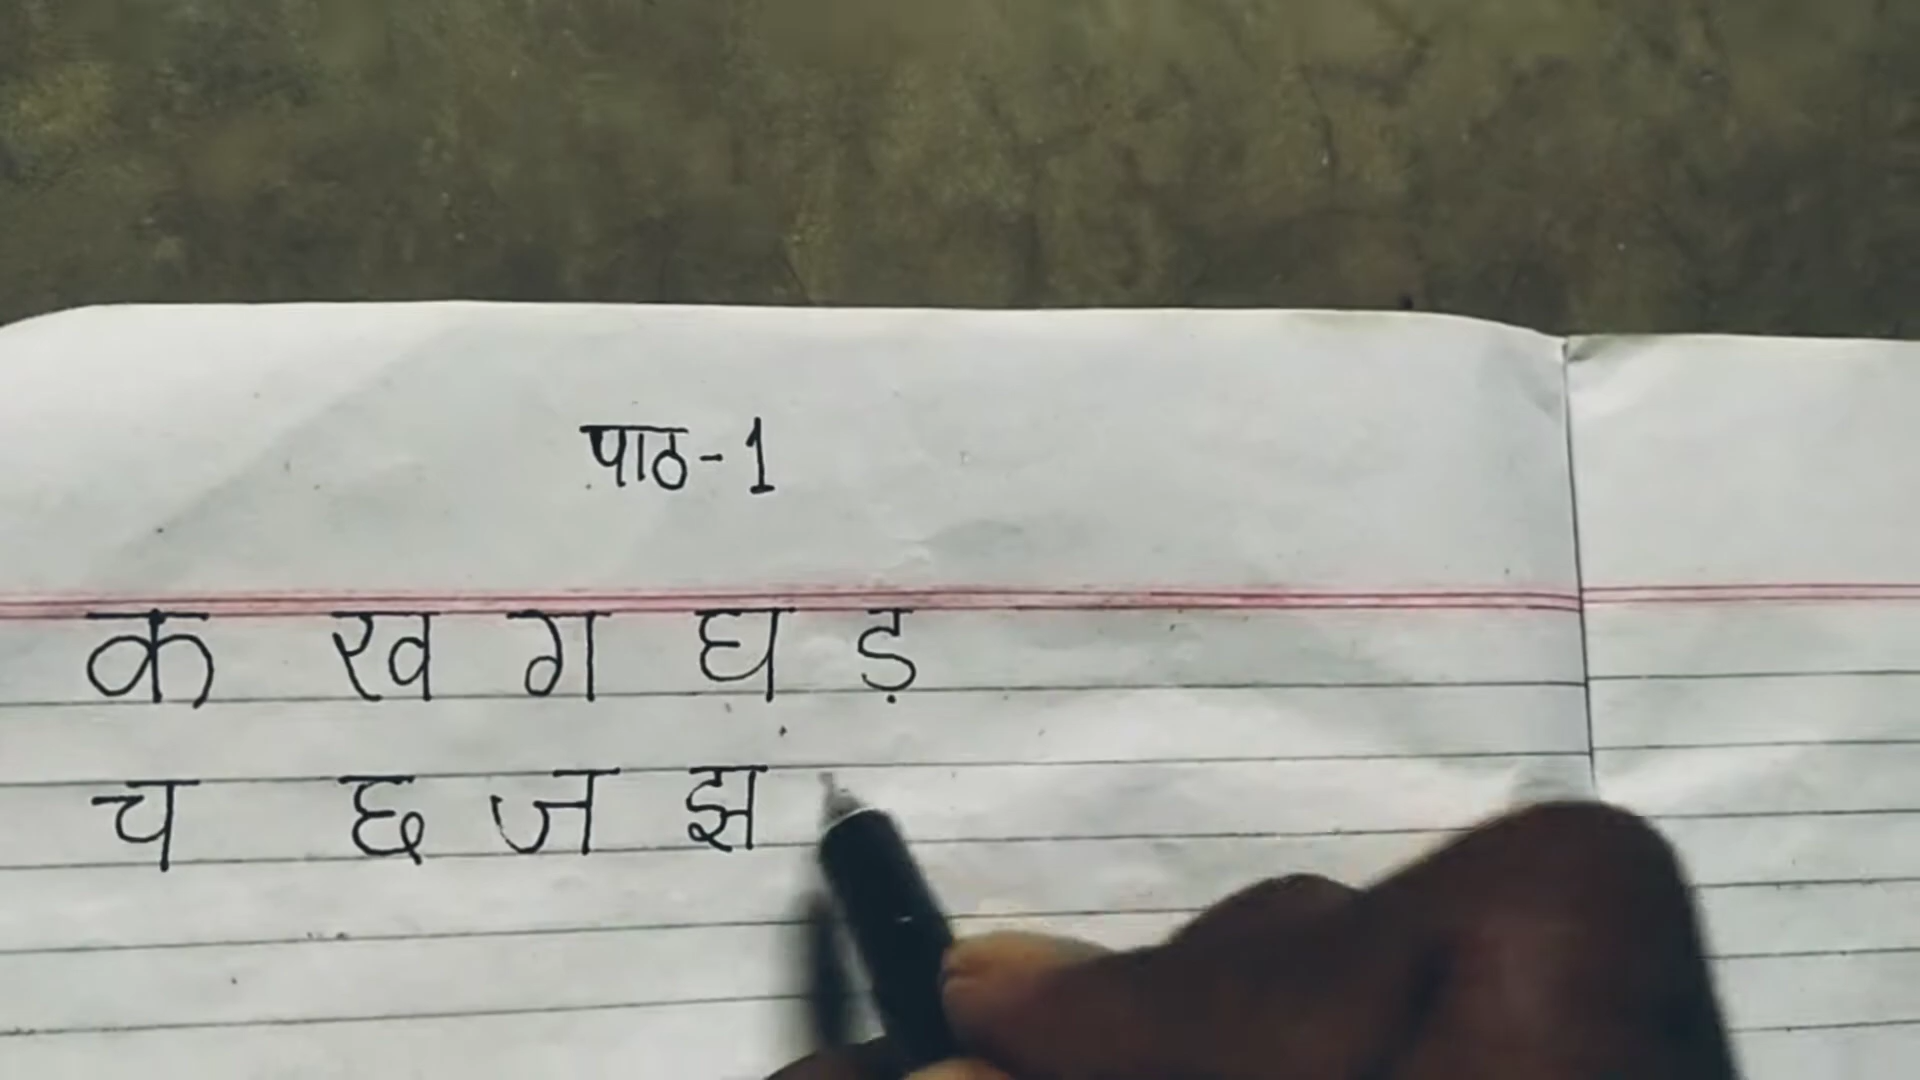 पाठ-1
क ख ग घ ड़
च छ ज झ